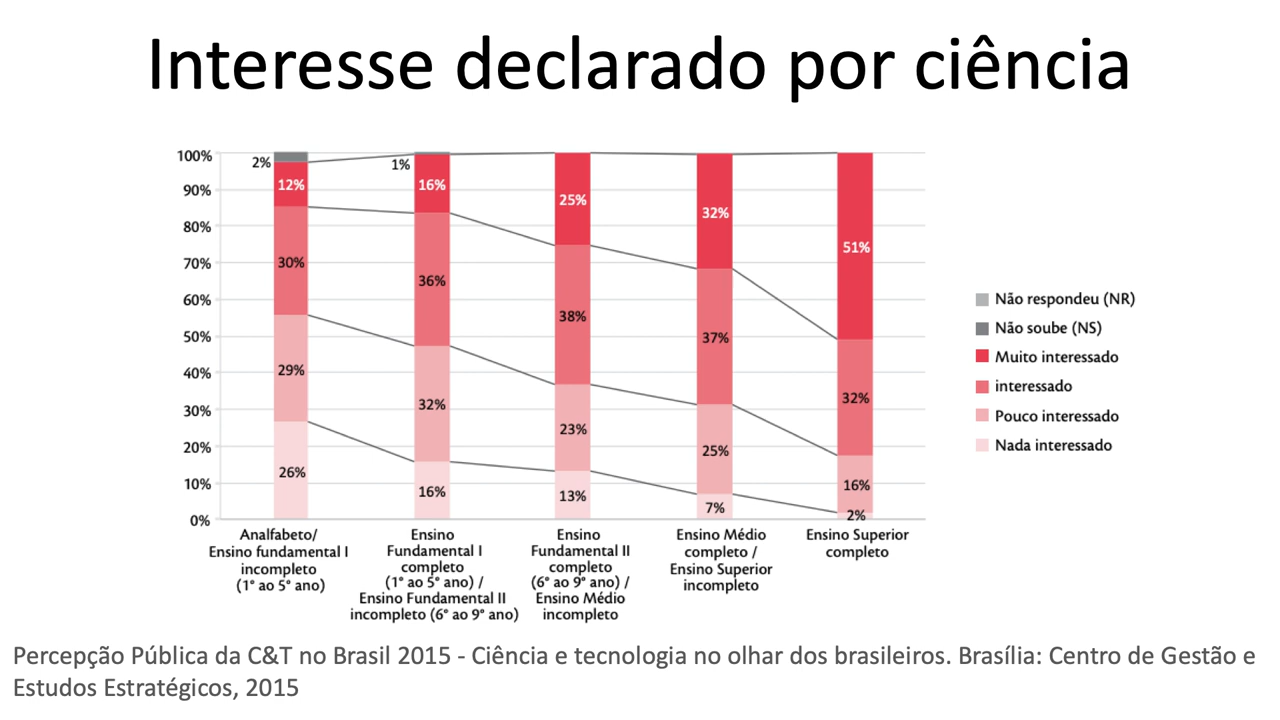 Interesse declarado por ciência
100%
90%
80%
70%
60%
50%
40%
30%
20%
10%
0%
2%
12%
30%
29%
26%
1%
16%
36%
32%
16%
25%
38%
23%
13%
32%
37%
25%
7%
51%
32%
16%
2%
Analfabeto/
Ensino fundamental I
incompleto
(1° ao 5° ano)
Ensino
Fundamental I
completo
(1° ao 5° ano) /
Ensino Fundamental II
incompleto (6° ao 9° ano)
Ensino
Fundamental II
completo
(6° ao 9° ano) /
Ensino Médio
incompleto
Ensino Médio
completo /
Ensino Superior
incompleto
Ensino Superior
completo
Não respondeu (NR)
Não soube (NS)
Muito interessado
interessado
Pouco interessado
Nada interessado
Percepção Pública da C&T no Brasil 2015 - Ciência e tecnologia no olhar dos brasileiros. Brasília: Centro de Gestão e
Estudos Estratégicos, 2015